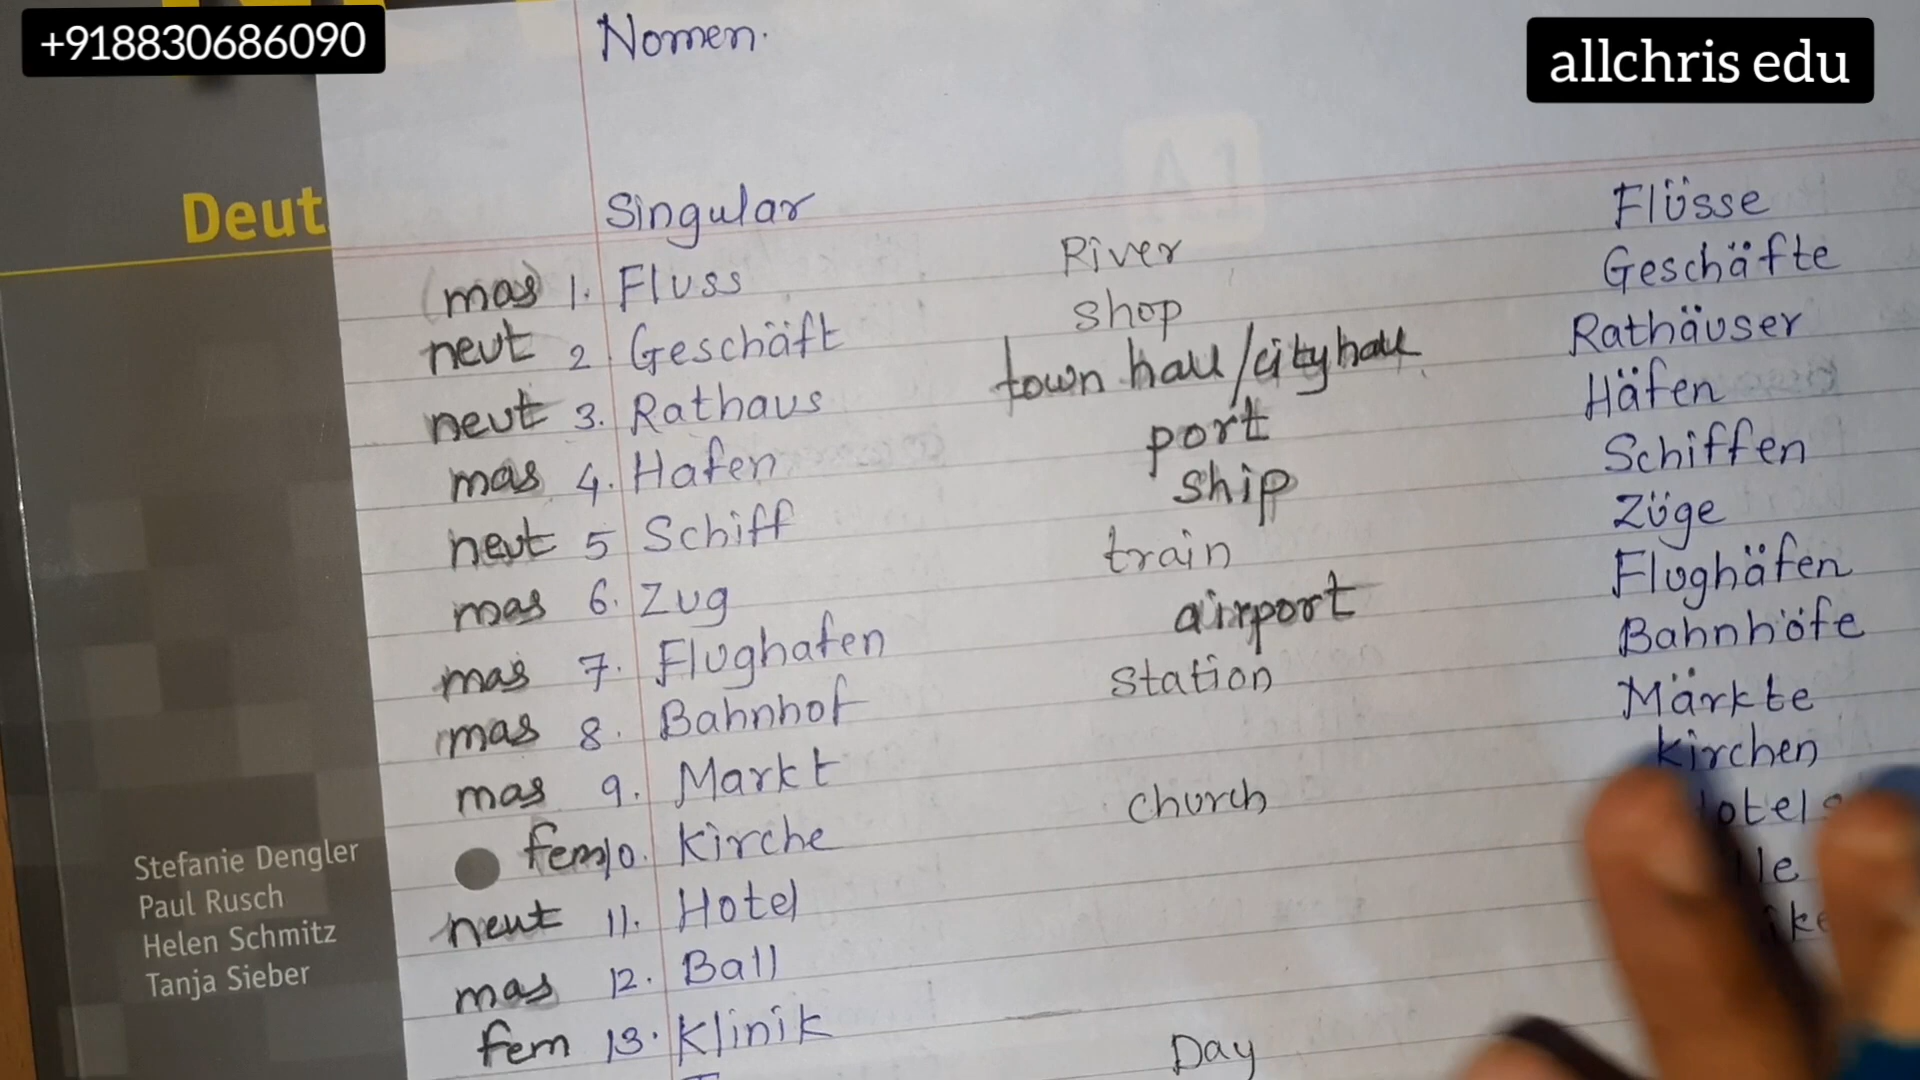 +918830686090
allchris edu
Nomen.
Deut
Singular
(mas) 1. Fluss River Flüsse
neut 2 Geschäft shop Geschäfte
neut 3. Rathaus town hall/cityhall Rathäuser
mas 4. Hafen port Häfen
neut 5 Schiff ship Schiffen
mas 6. Zug train Züge
mas 7. Flughafen airport Flughäfen
mas 8. Bahnhof station Bahnhöfe
mas 9. Markt Märkte
fem 10. Kirche church Kirchen
neut 11. Hotel
mas 12. Ball
fem 13. Klinik
Day
Stefanie Dengler
Paul Rusch
Helen Schmitz
Tanja Sieber